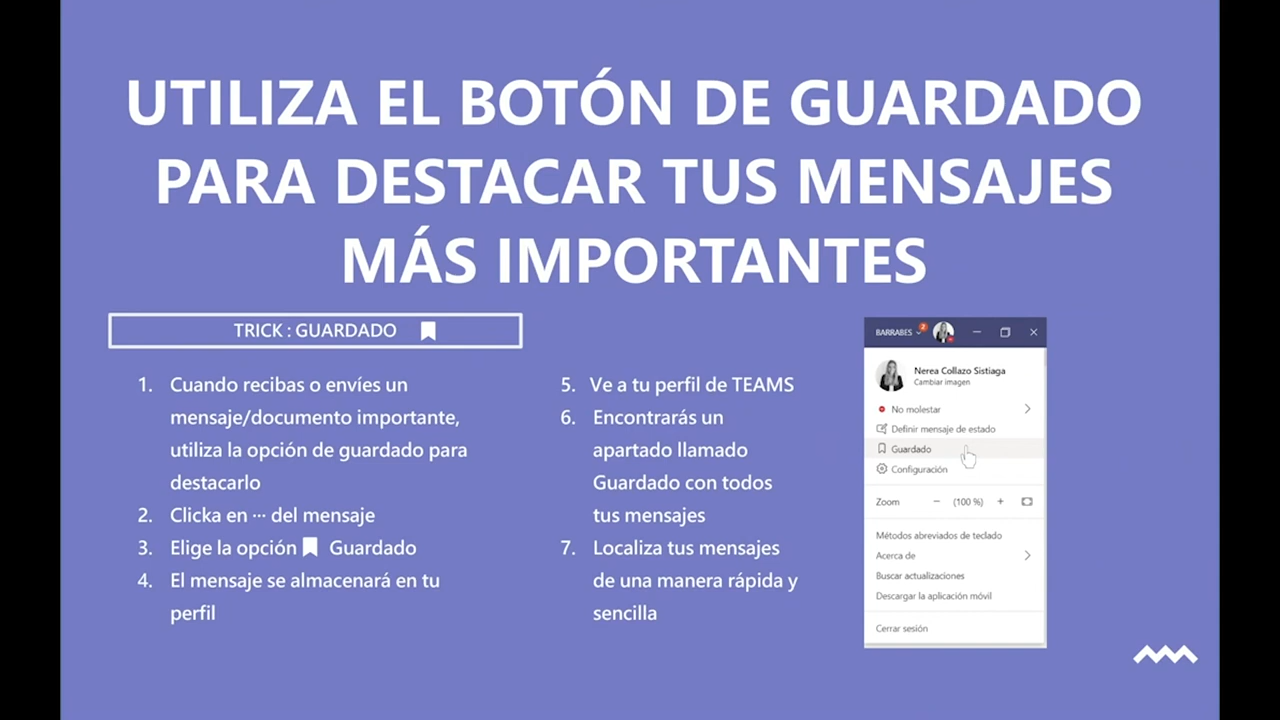 UTILIZA EL BOTÓN DE GUARDADO
PARA DESTACAR TUS MENSAJES
MÁS IMPORTANTES
TRICK : GUARDADO
1. Cuando recibas o envíes un
mensaje/documento importante,
utiliza la opción de guardado para
destacarlo
2. Clicka en ··· del mensaje
3. Elige la opción Guardado
4. El mensaje se almacenará en tu
perfil
5. Ve a tu perfil de TEAMS
6. Encontrarás un
apartado llamado
Guardado con todos
tus mensajes
7. Localiza tus mensajes
de una manera rápida y
sencilla
BARRABES 2
Nerea Collazo Sistiaga
Cambiar imagen
No molestar
Definir mensaje de estado
Guardado
Configuración
Zoom − (100 %) +
Métodos abreviados de teclado
Acerca de
Buscar actualizaciones
Descargar la aplicación móvil
Cerrar sesión